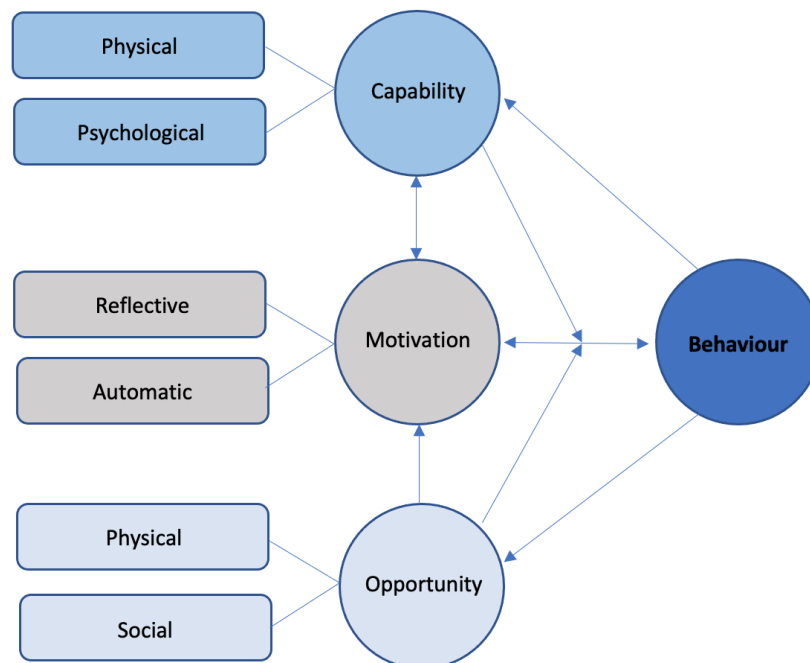 Physical
Psychological
Capability
Reflective
Automatic
Motivation
Behaviour
Physical
Social
Opportunity